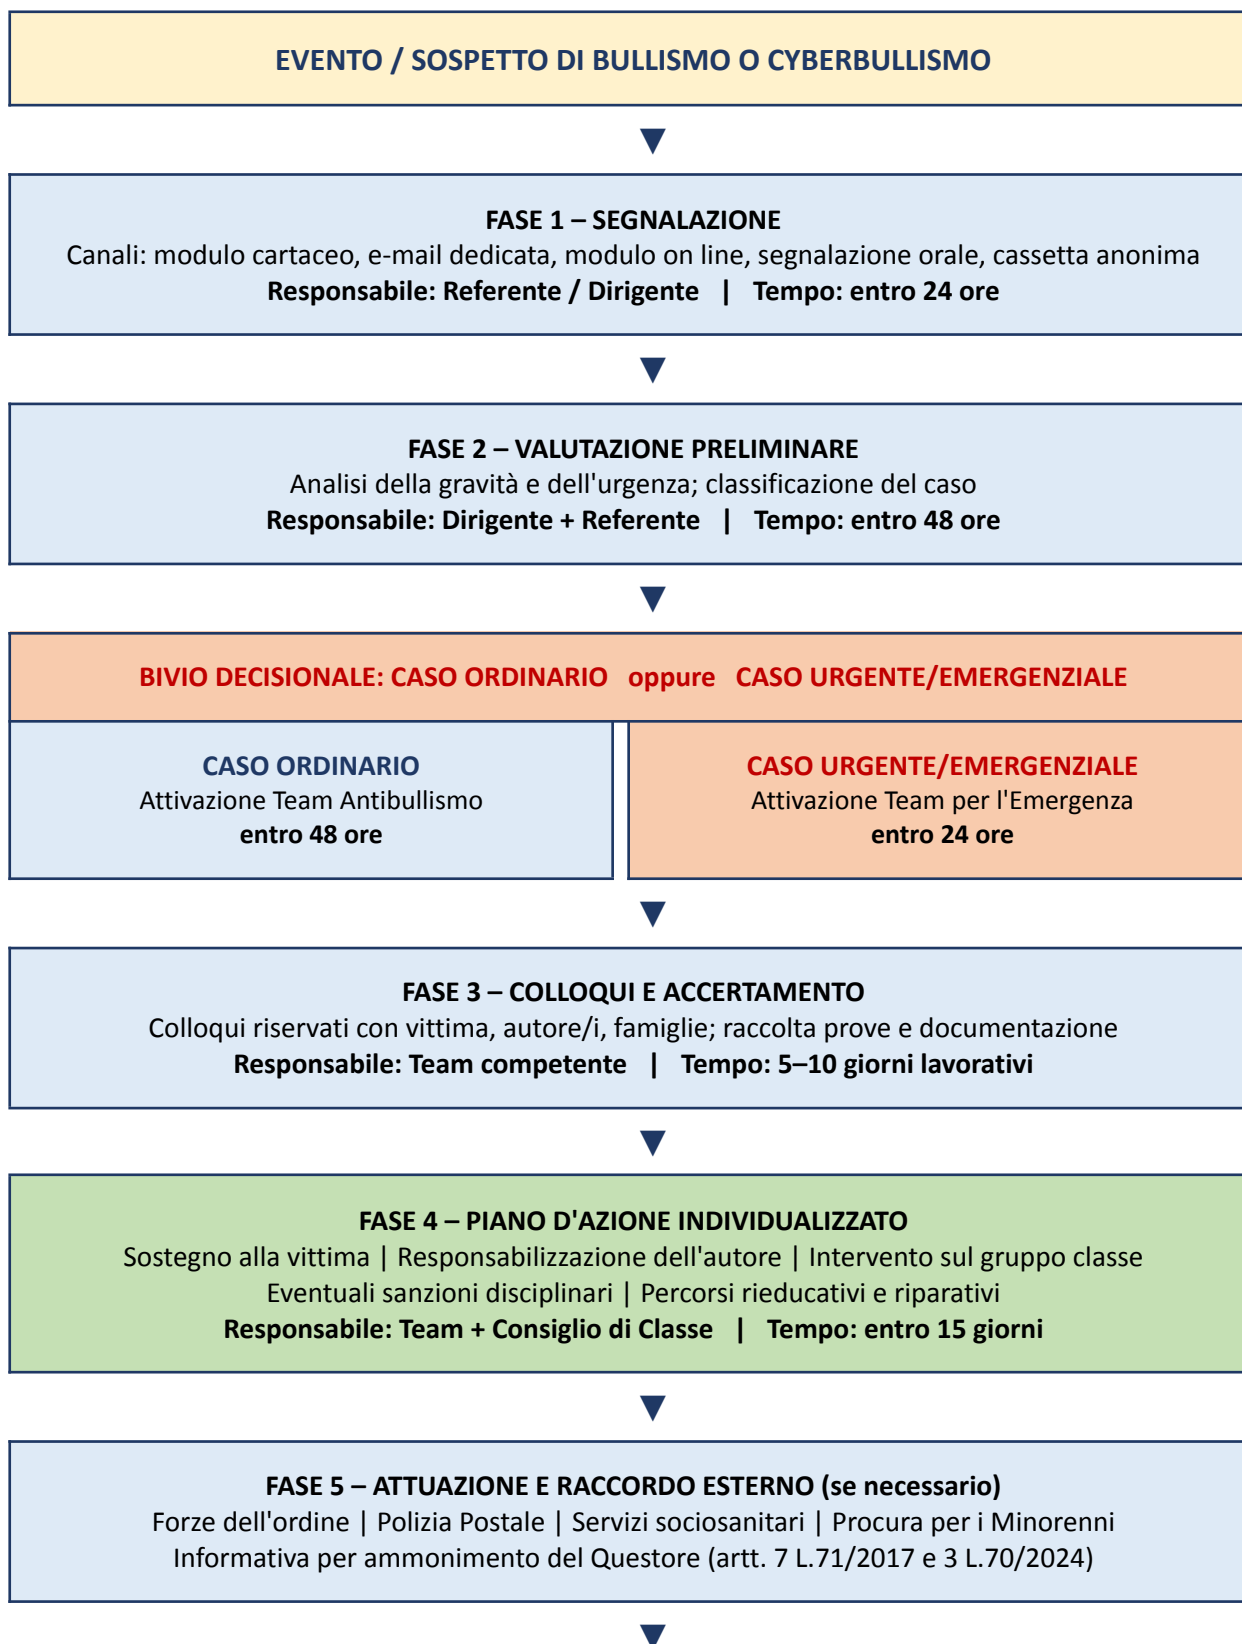 EVENTO / SOSPETTO DI BULLISMO O CYBERBULLISMO
FASE 1 – SEGNALAZIONE
Canali: modulo cartaceo, e-mail dedicata, modulo on line, segnalazione orale, cassetta anonima
Responsabile: Referente / Dirigente | Tempo: entro 24 ore
FASE 2 – VALUTAZIONE PRELIMINARE
Analisi della gravità e dell'urgenza; classificazione del caso
Responsabile: Dirigente + Referente | Tempo: entro 48 ore
BIVIO DECISIONALE: CASO ORDINARIO oppure CASO URGENTE/EMERGENZIALE
CASO ORDINARIO
Attivazione Team Antibullismo
entro 48 ore
CASO URGENTE/EMERGENZIALE
Attivazione Team per l'Emergenza
entro 24 ore
FASE 3 – COLLOQUI E ACCERTAMENTO
Colloqui riservati con vittima, autore/i, famiglie; raccolta prove e documentazione
Responsabile: Team competente | Tempo: 5–10 giorni lavorativi
FASE 4 – PIANO D'AZIONE INDIVIDUALIZZATO
Sostegno alla vittima | Responsabilizzazione dell'autore | Intervento sul gruppo classe
Eventuali sanzioni disciplinari | Percorsi rieducativi e riparativi
Responsabile: Team + Consiglio di Classe | Tempo: entro 15 giorni
FASE 5 – ATTUAZIONE E RACCORDO ESTERNO (se necessario)
Forze dell'ordine | Polizia Postale | Servizi sociosanitari | Procura per i Minorenni
Informativa per ammonimento del Questore (artt. 7 L.71/2017 e 3 L.70/2024)